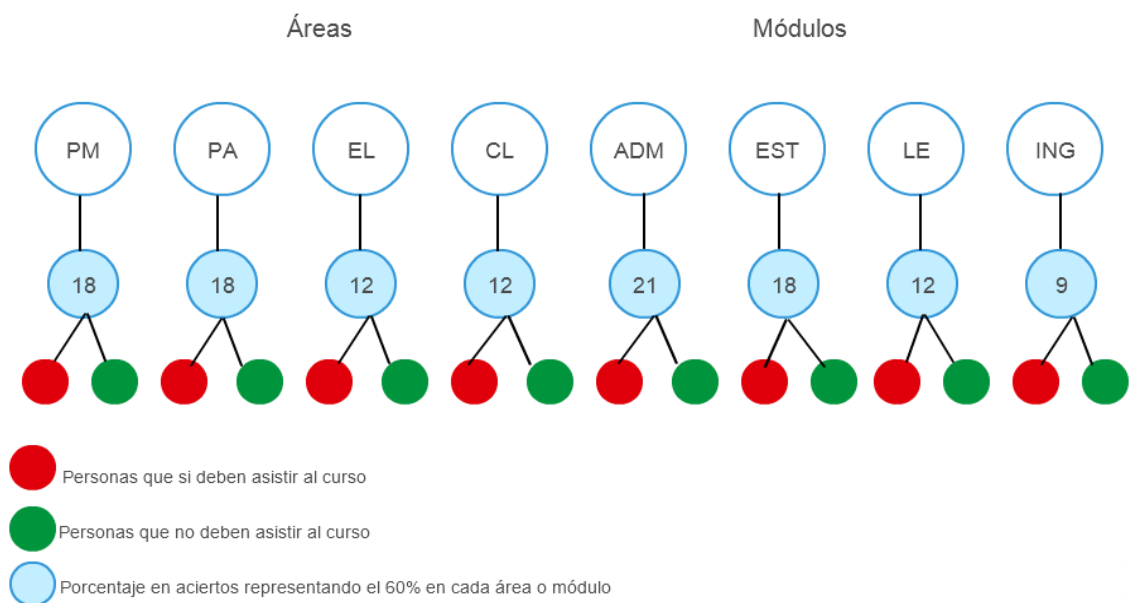 Áreas Módulos
PM PA EL CL ADM EST LE ING
18 18 12 12 21 18 12 9
Personas que si deben asistir al curso
Personas que no deben asistir al curso
Porcentaje en aciertos representando el 60% en cada área o módulo